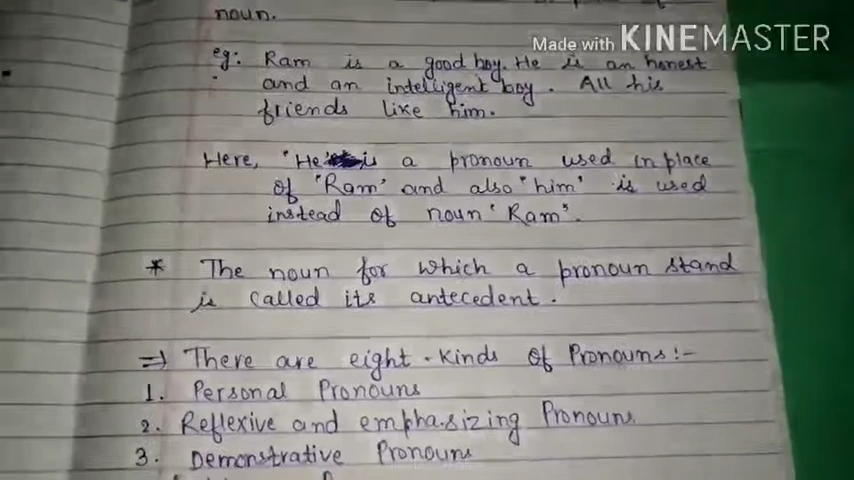 noun.
Made with KINEMASTER
eg: Ram is a good boy. He is an honest
and an intelligent boy. All his
friends like him.
Here, "He" is a pronoun used in place
of "Ram" and also "him" is used
instead of noun "Ram".
* The noun for which a pronoun stand
is called its antecedent.
⇒ There are eight - kinds of Pronouns:-
1. Personal Pronouns
2. Reflexive and emphasizing Pronouns
3. Demonstrative Pronouns